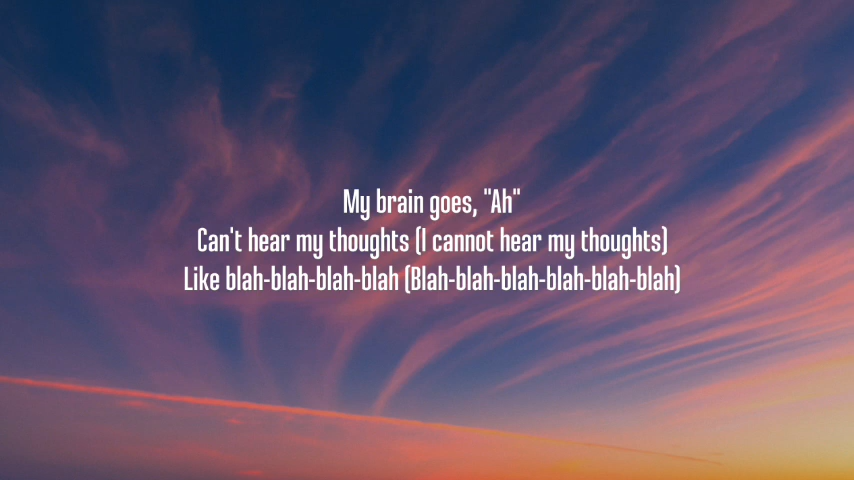 My brain goes, "Ah"
Can't hear my thoughts (I cannot hear my thoughts)
Like blah-blah-blah-blah (Blah-blah-blah-blah-blah-blah)